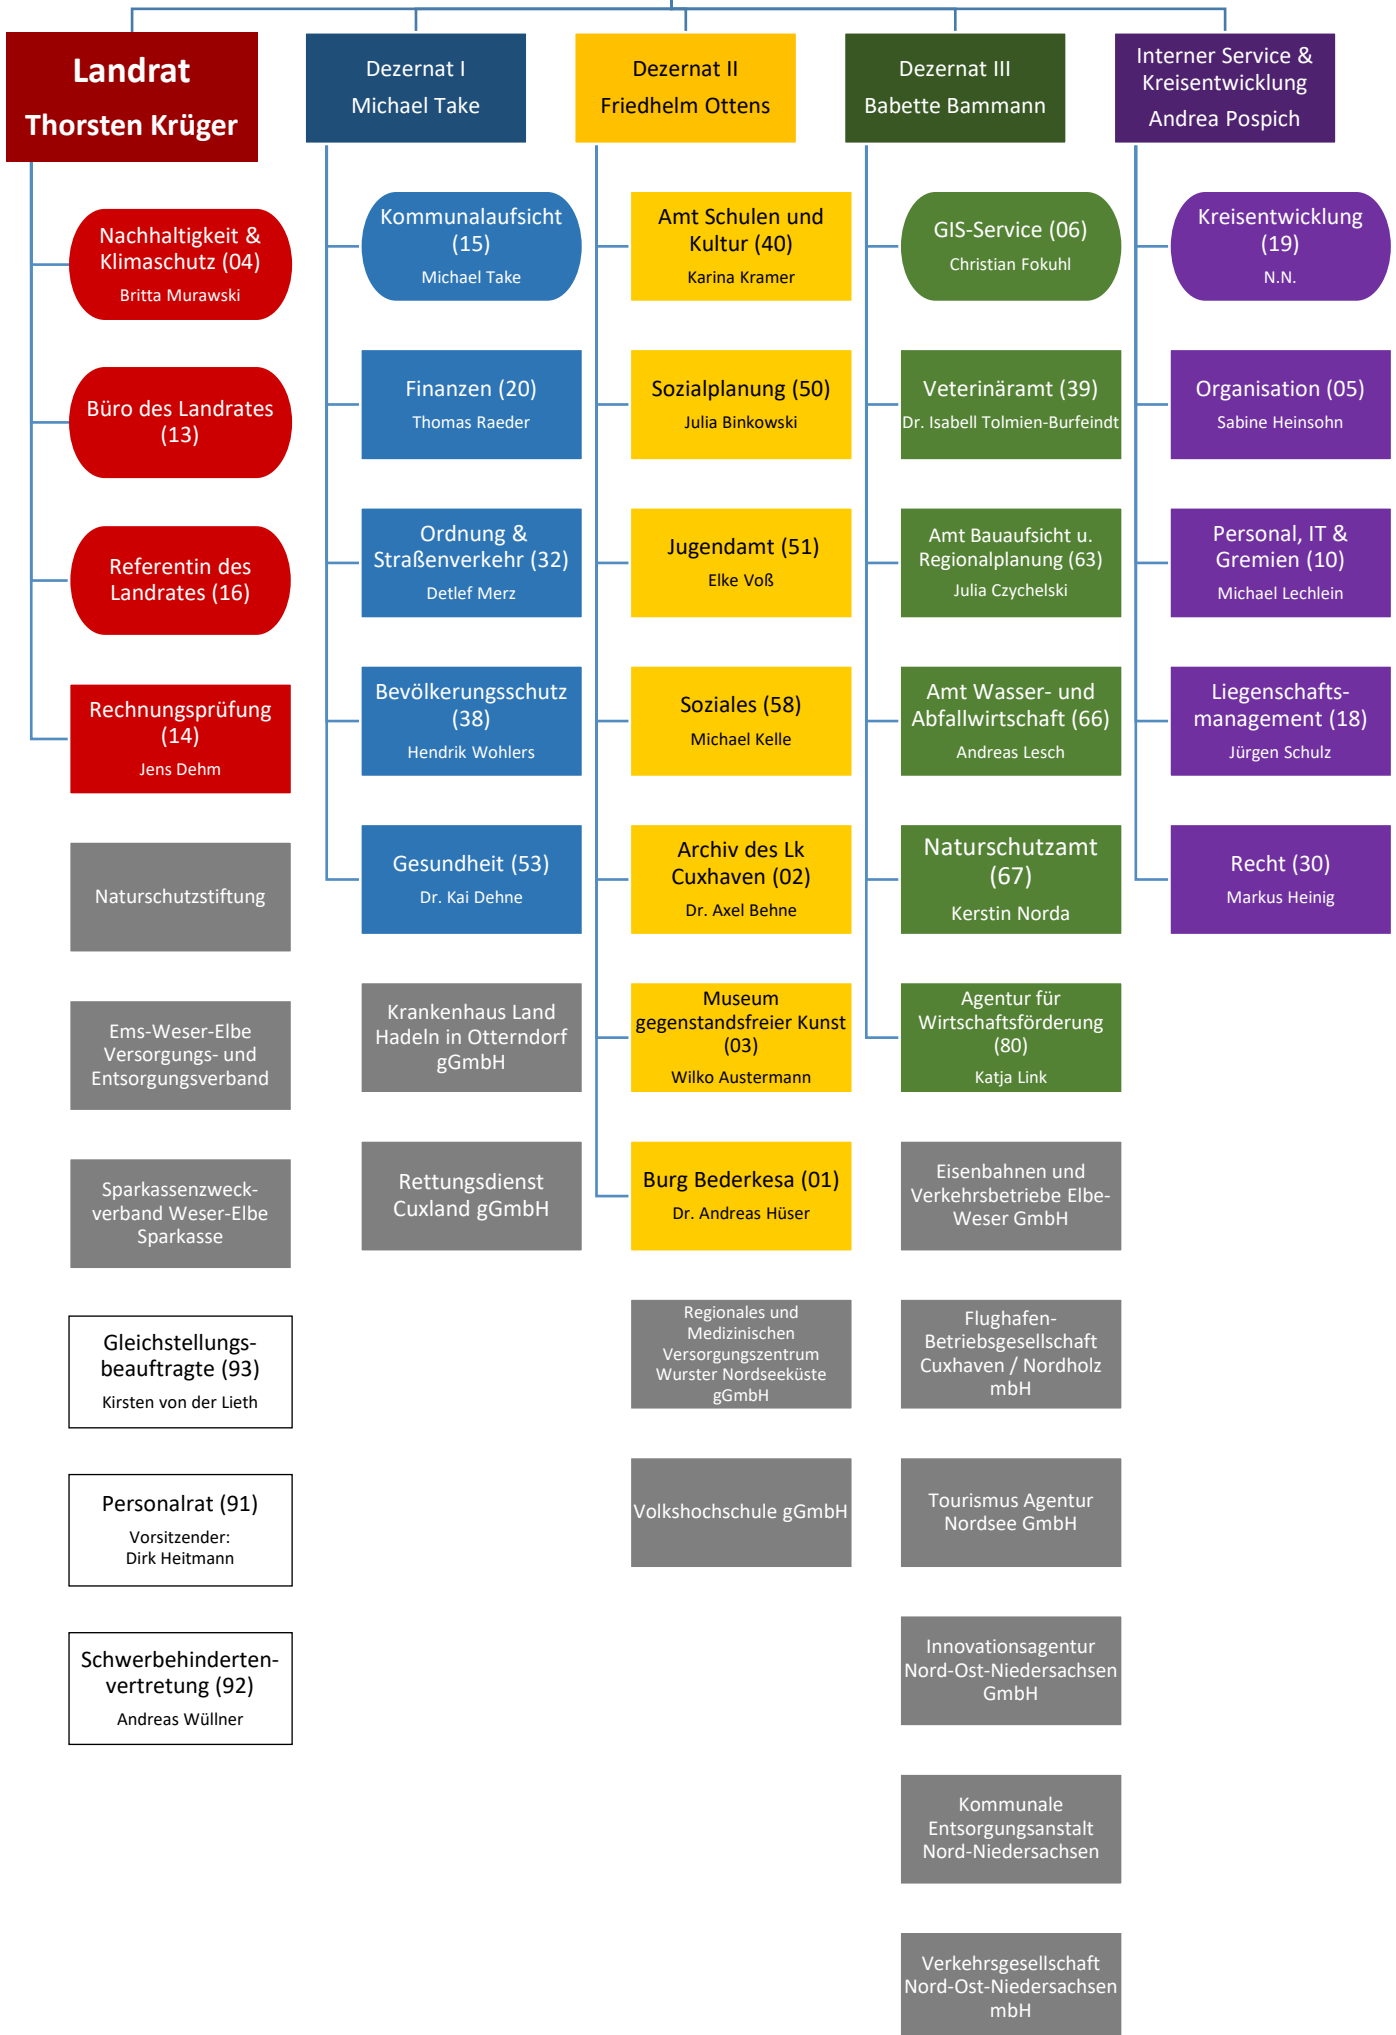 Landrat
Thorsten Krüger
Nachhaltigkeit &
Klimaschutz (04)
Britta Murawski
Büro des Landrates
(13)
Referentin des
Landrates (16)
Rechnungsprüfung
(14)
Jens Dehm
Naturschutzstiftung
Ems-Weser-Elbe
Versorgungs- und
Entsorgungsverband
Sparkassenzweck-
verband Weser-Elbe
Sparkasse
Gleichstellungs-
beauftragte (93)
Kirsten von der Lieth
Personalrat (91)
Vorsitzender:
Dirk Heitmann
Schwerbehinderten-
vertretung (92)
Andreas Wüllner
Dezernat I
Michael Take
Kommunalaufsicht
(15)
Michael Take
Finanzen (20)
Thomas Raeder
Ordnung &
Straßenverkehr (32)
Detlef Merz
Bevölkerungsschutz
(38)
Hendrik Wohlers
Gesundheit (53)
Dr. Kai Dehne
Krankenhaus Land
Hadeln in Otterndorf
gGmbH
Rettungsdienst
Cuxland gGmbH
Dezernat II
Friedhelm Ottens
Amt Schulen und
Kultur (40)
Karina Kramer
Sozialplanung (50)
Julia Binkowski
Jugendamt (51)
Elke Voß
Soziales (58)
Michael Kelle
Archiv des Lk
Cuxhaven (02)
Dr. Axel Behne
Museum
gegenstandsfreier Kunst
(03)
Wilko Austermann
Burg Bederkesa (01)
Dr. Andreas Hüser
Regionales und
Medizinischen
Versorgungszentrum
Wurster Nordseeküste
gGmbH
Volkshochschule gGmbH
Dezernat III
Babette Bammann
GIS-Service (06)
Christian Fokuhl
Veterinäramt (39)
Dr. Isabell Tolmien-Burfeindt
Amt Bauaufsicht u.
Regionalplanung (63)
Julia Czychelski
Amt Wasser- und
Abfallwirtschaft (66)
Andreas Lesch
Naturschutzamt
(67)
Kerstin Norda
Agentur für
Wirtschaftsförderung
(80)
Katja Link
Eisenbahnen und
Verkehrsbetriebe Elbe-
Weser GmbH
Flughafen-
Betriebsgesellschaft
Cuxhaven / Nordholz
mbH
Tourismus Agentur
Nordsee GmbH
Innovationsagentur
Nord-Ost-Niedersachsen
GmbH
Kommunale
Entsorgungsanstalt
Nord-Niedersachsen
Verkehrsgesellschaft
Nord-Ost-Niedersachsen
mbH
Interner Service &
Kreisentwicklung
Andrea Pospich
Kreisentwicklung
(19)
N.N.
Organisation (05)
Sabine Heinsohn
Personal, IT &
Gremien (10)
Michael Lechlein
Liegenschafts-
management (18)
Jürgen Schulz
Recht (30)
Markus Heinig